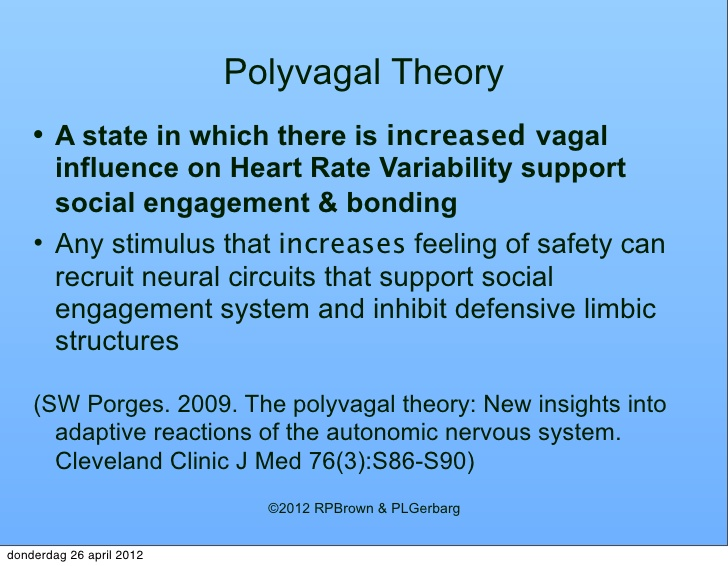 Polyvagal Theory
• A state in which there is increased vagal
influence on Heart Rate Variability support
social engagement & bonding
• Any stimulus that increases feeling of safety can
recruit neural circuits that support social
engagement system and inhibit defensive limbic
structures
(SW Porges. 2009. The polyvagal theory: New insights into
adaptive reactions of the autonomic nervous system.
Cleveland Clinic J Med 76(3):S86-S90)
©2012 RPBrown & PLGerbarg
donderdag 26 april 2012